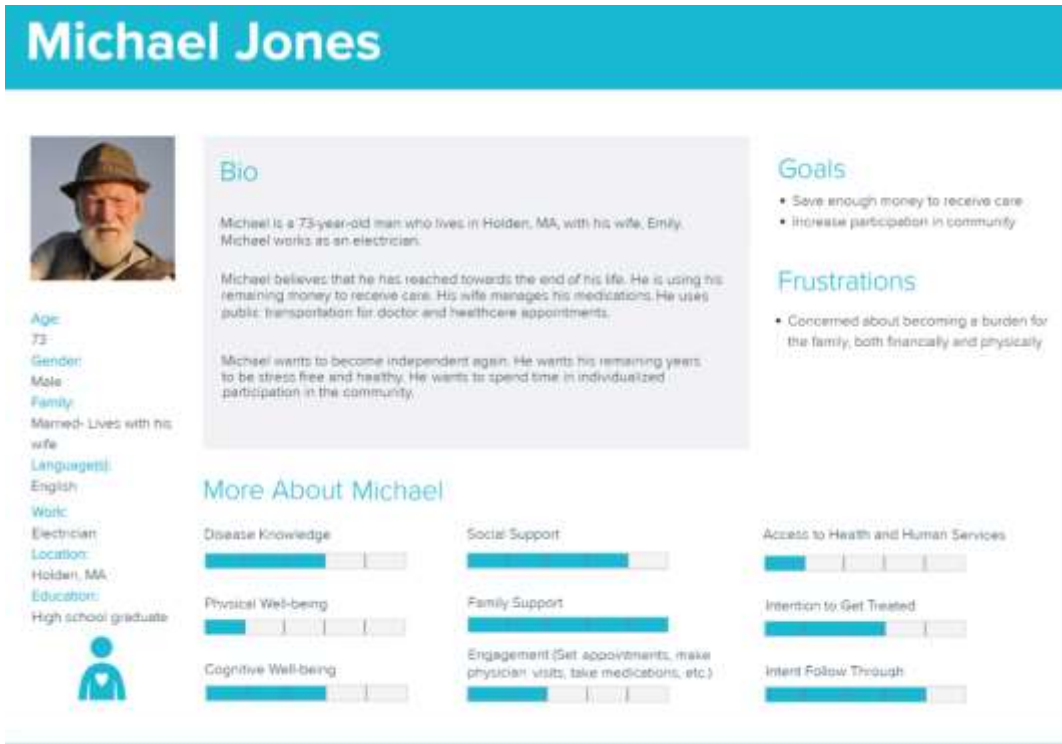 Michael Jones
Age:
73
Gender:
Male
Family:
Married- Lives with his
wife
Language(s):
English
Work:
Electrician
Location:
Holden, MA
Education:
High school graduate
Bio
Michael is a 73-year-old man who lives in Holden, MA, with his wife, Emily.
Michael works as an electrician.
Michael believes that he has reached towards the end of his life. He is using his
remaining money to receive care. His wife manages his medications. He uses
public transportation for doctor and healthcare appointments.
Michael wants to become independent again. He wants his remaining years
to be stress free and healthy. He wants to spend time in individualized
participation in the community.
Goals
• Save enough money to receive care
• Increase participation in community
Frustrations
• Concerned about becoming a burden for
the family, both financially and physically
More About Michael
Disease Knowledge
Physical Well-being
Cognitive Well-being
Social Support
Family Support
Engagement (Set appointments, make
physician visits, take medications, etc.)
Access to Health and Human Services
Intention to Get Treated
Intent Follow Through